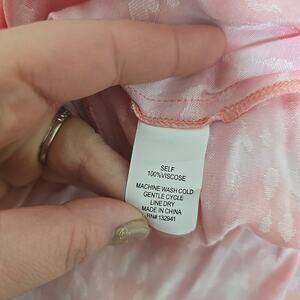 SELF
100%VISCOSE
MACHINE WASH COLD
GENTLE CYCLE
LINE DRY
MADE IN CHINA
RN# 132941